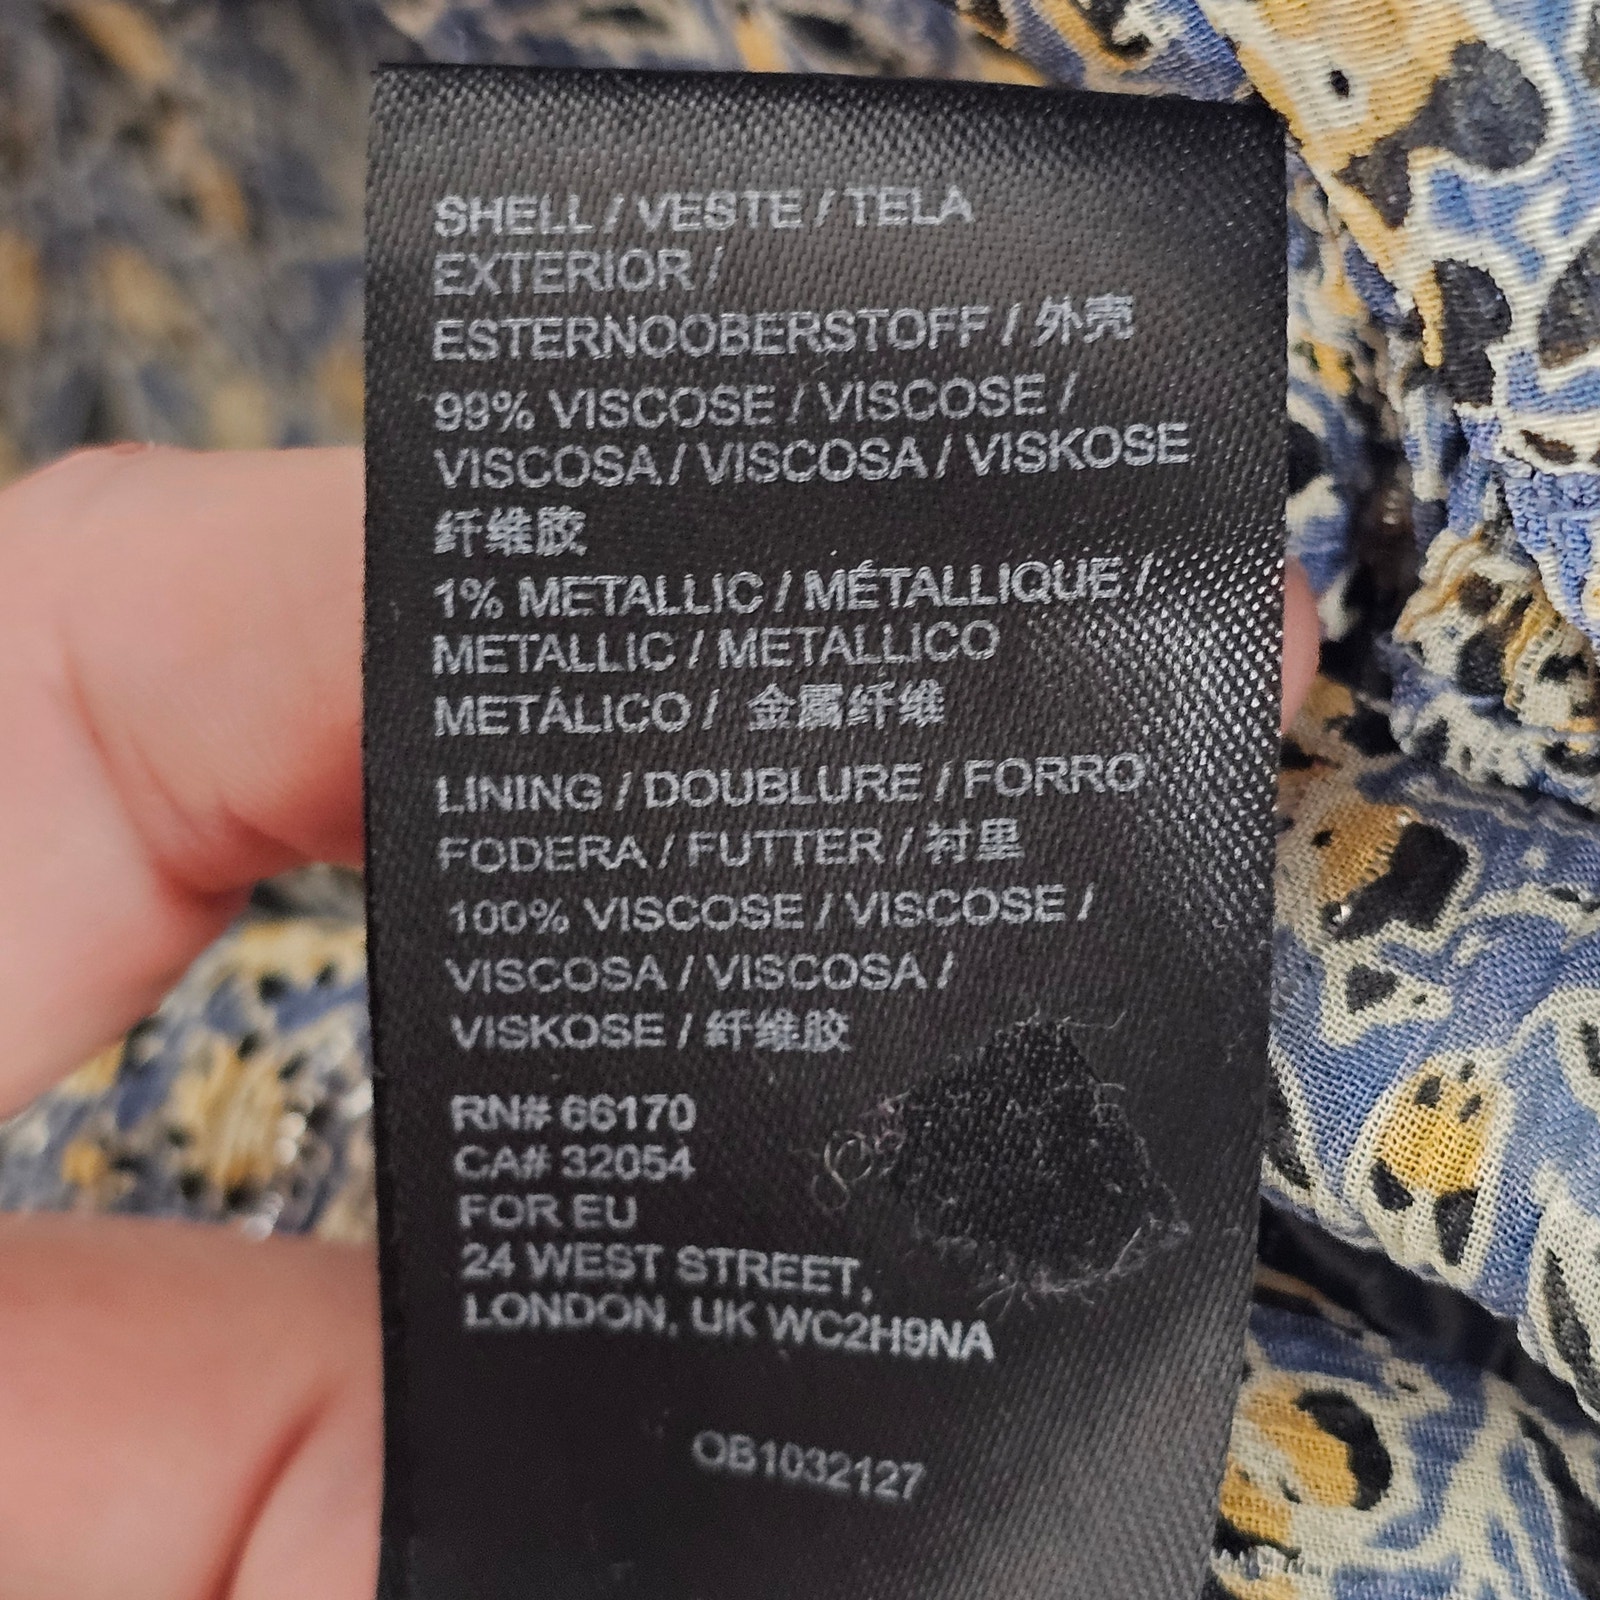 SHELL / VESTE / TELA
EXTERIOR /
ESTERNOOBERSTOFF / 外壳
99% VISCOSE / VISCOSE /
VISCOSA / VISCOSA / VISKOSE
纤维胶
1% METALLIC / MÉTALLIQUE /
METALLIC / METALLICO
METÁLICO / 金属纤维
LINING / DOUBLURE / FORRO
FODERA / FUTTER / 衬里
100% VISCOSE / VISCOSE /
VISCOSA / VISCOSA /
VISKOSE / 纤维胶
RN# 66170
CA# 32054
FOR EU
24 WEST STREET,
LONDON, UK WC2H9NA
OB1032127